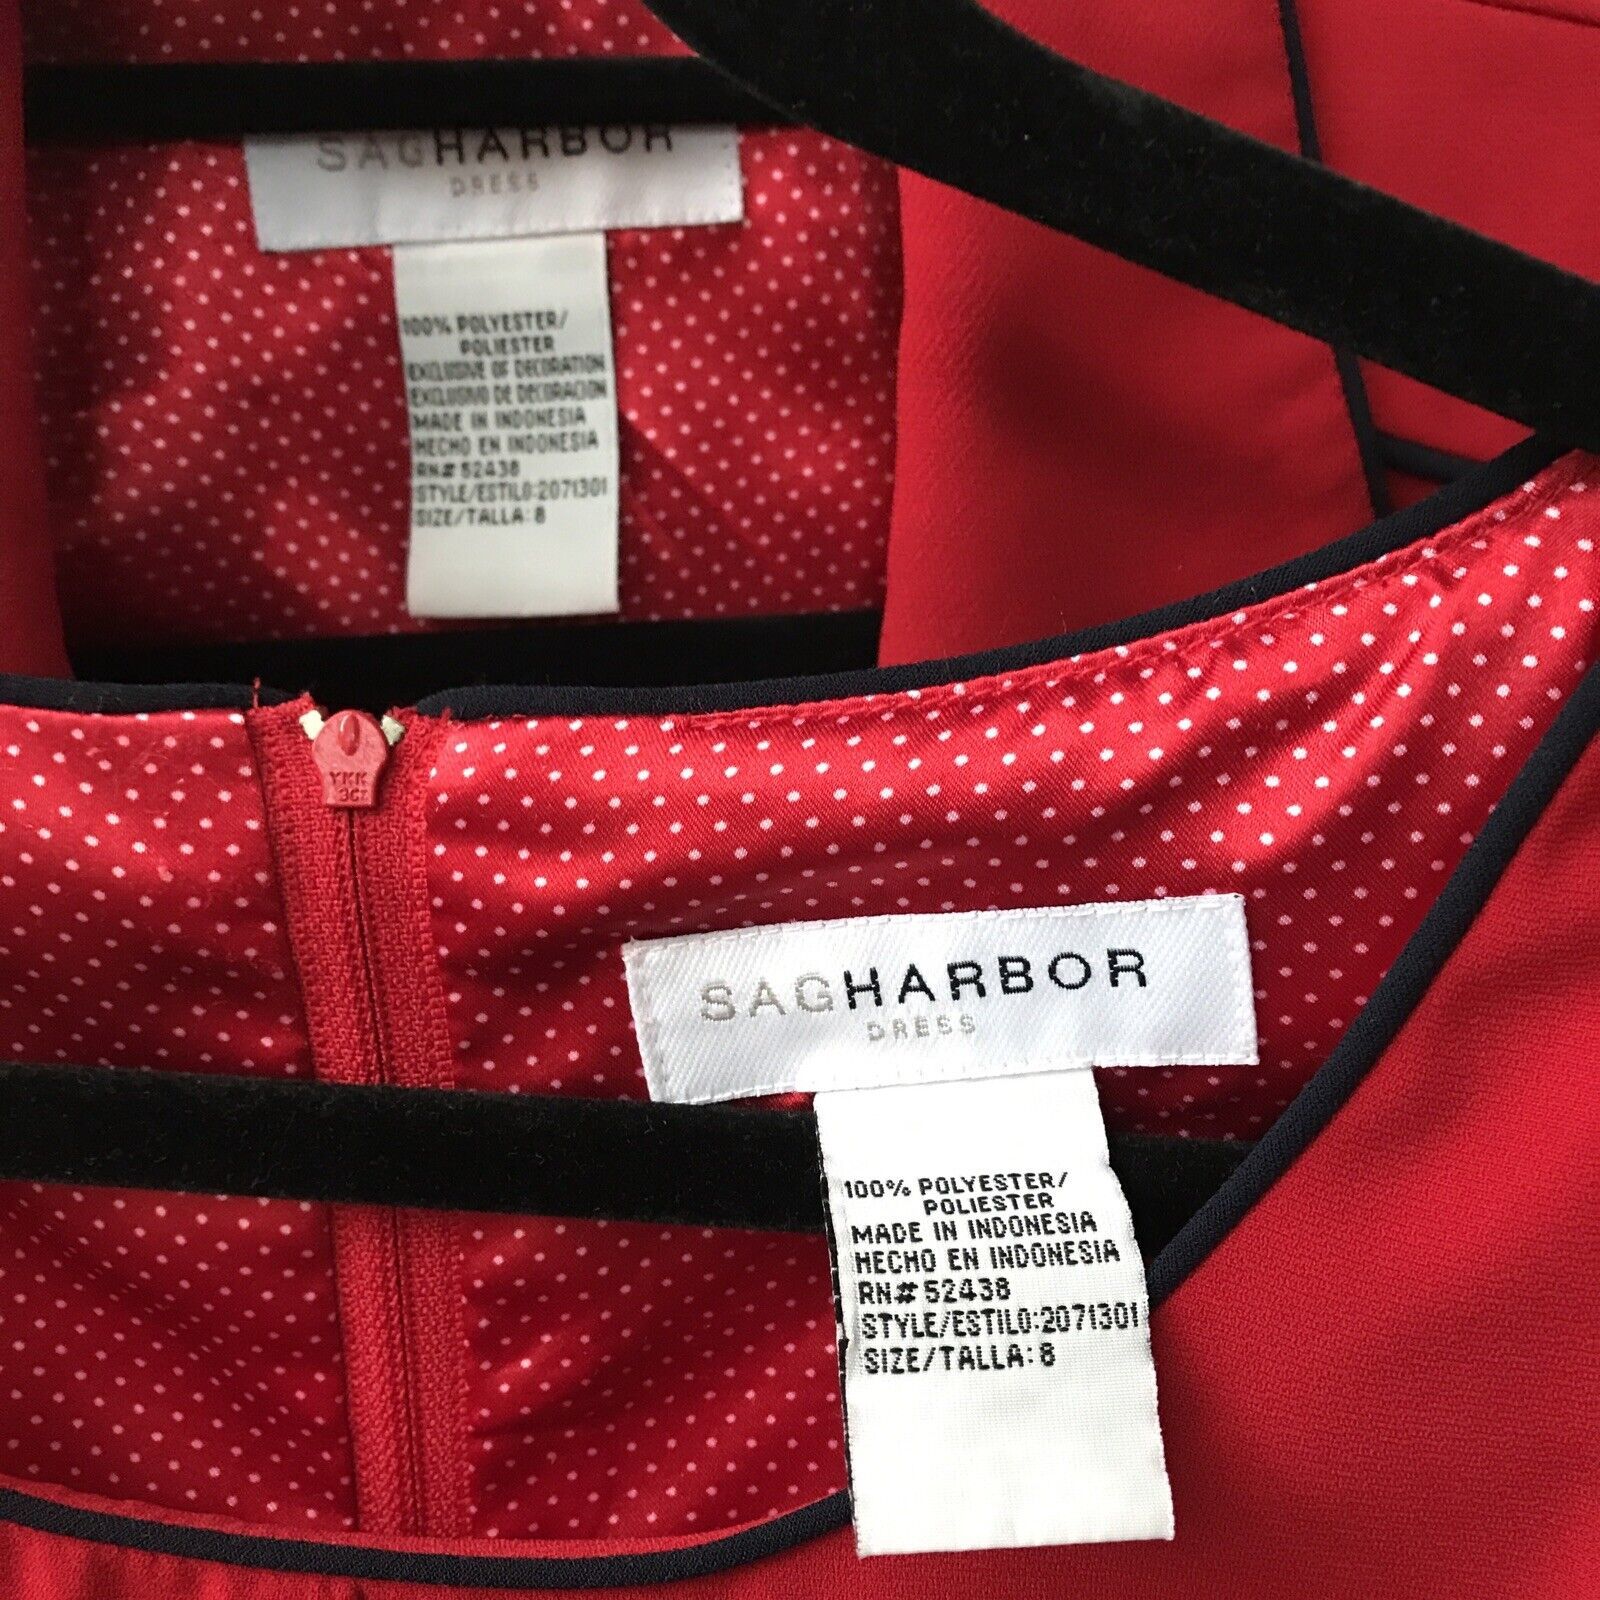 SAGHARBOR
DRESS
100% POLYESTER/
POLIESTER
EXCLUSIVE OF DECORATION
EXCLUSIVO DE DECORACION
MADE IN INDONESIA
HECHO EN INDONESIA
RN# 52438
STYLE/ESTILO:2071301
SIZE/TALLA: 8
YKK
SAGHARBOR
DRESS
100% POLYESTER/
POLIESTER
MADE IN INDONESIA
HECHO EN INDONESIA
RN# 52438
STYLE/ESTILO:2071301
SIZE/TALLA: 8